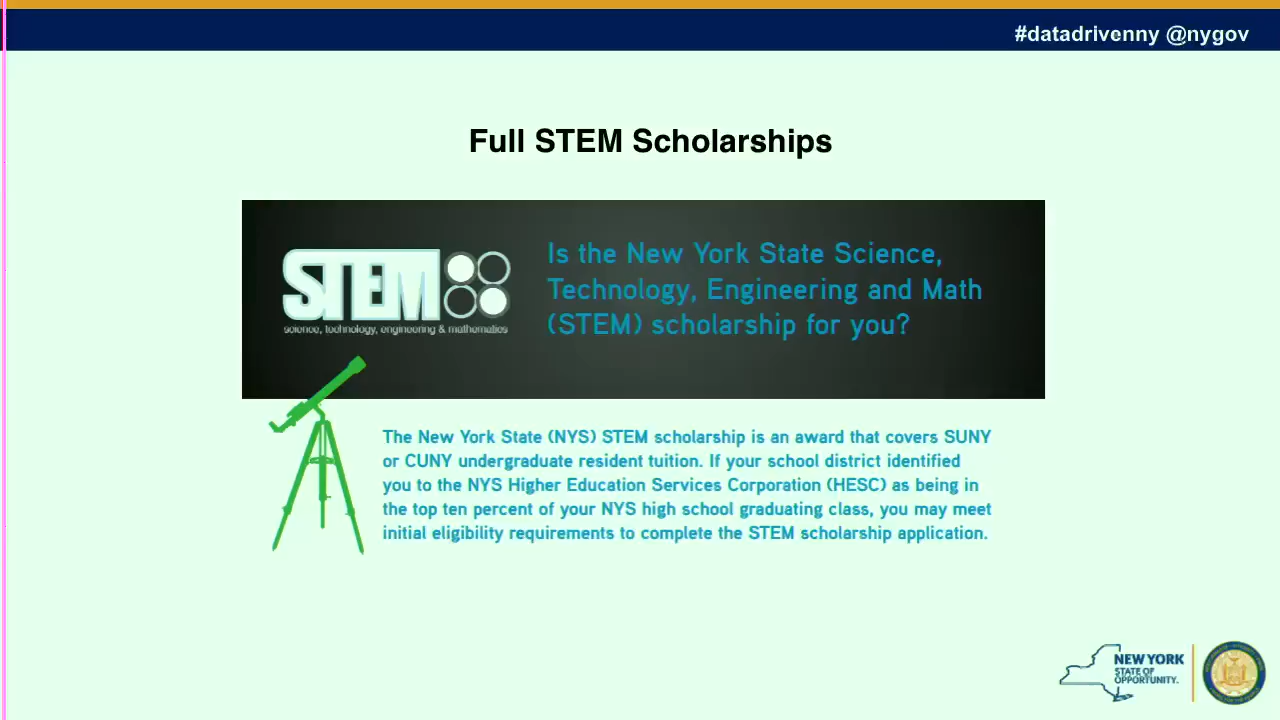 #datadrivenny @nygov
Full STEM Scholarships
STEM
science, technology, engineering & mathematics
Is the New York State Science,
Technology, Engineering and Math
(STEM) scholarship for you?
The New York State (NYS) STEM scholarship is an award that covers SUNY
or CUNY undergraduate resident tuition. If your school district identified
you to the NYS Higher Education Services Corporation (HESC) as being in
the top ten percent of your NYS high school graduating class, you may meet
initial eligibility requirements to complete the STEM scholarship application.
NEW YORK
STATE OF
OPPORTUNITY.